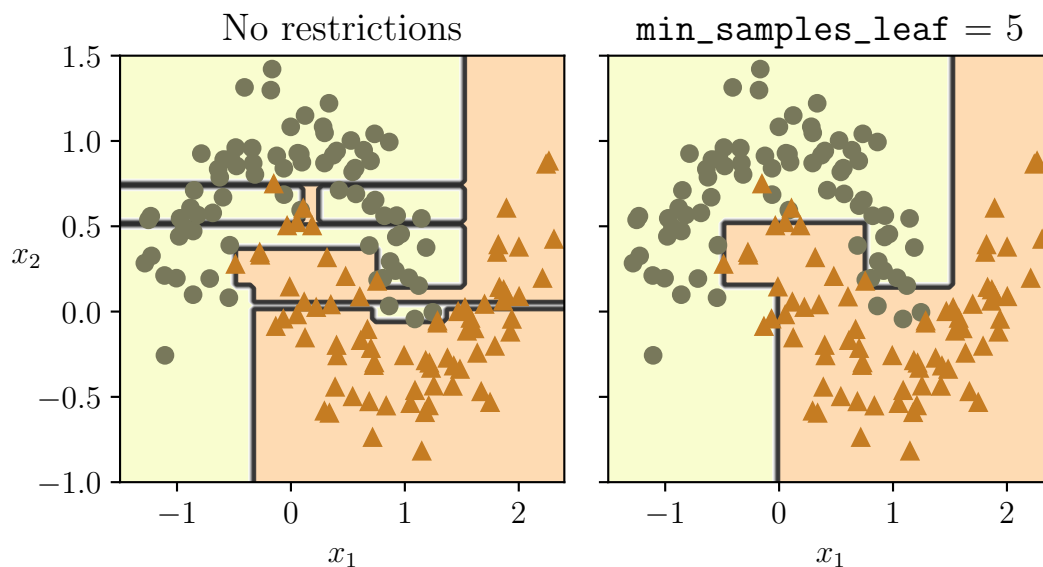 No restrictions
min_samples_leaf = 5
1.5
1.0
0.5
0.0
−0.5
−1.0
x2
−1 0 1 2
−1 0 1 2
x1
x1